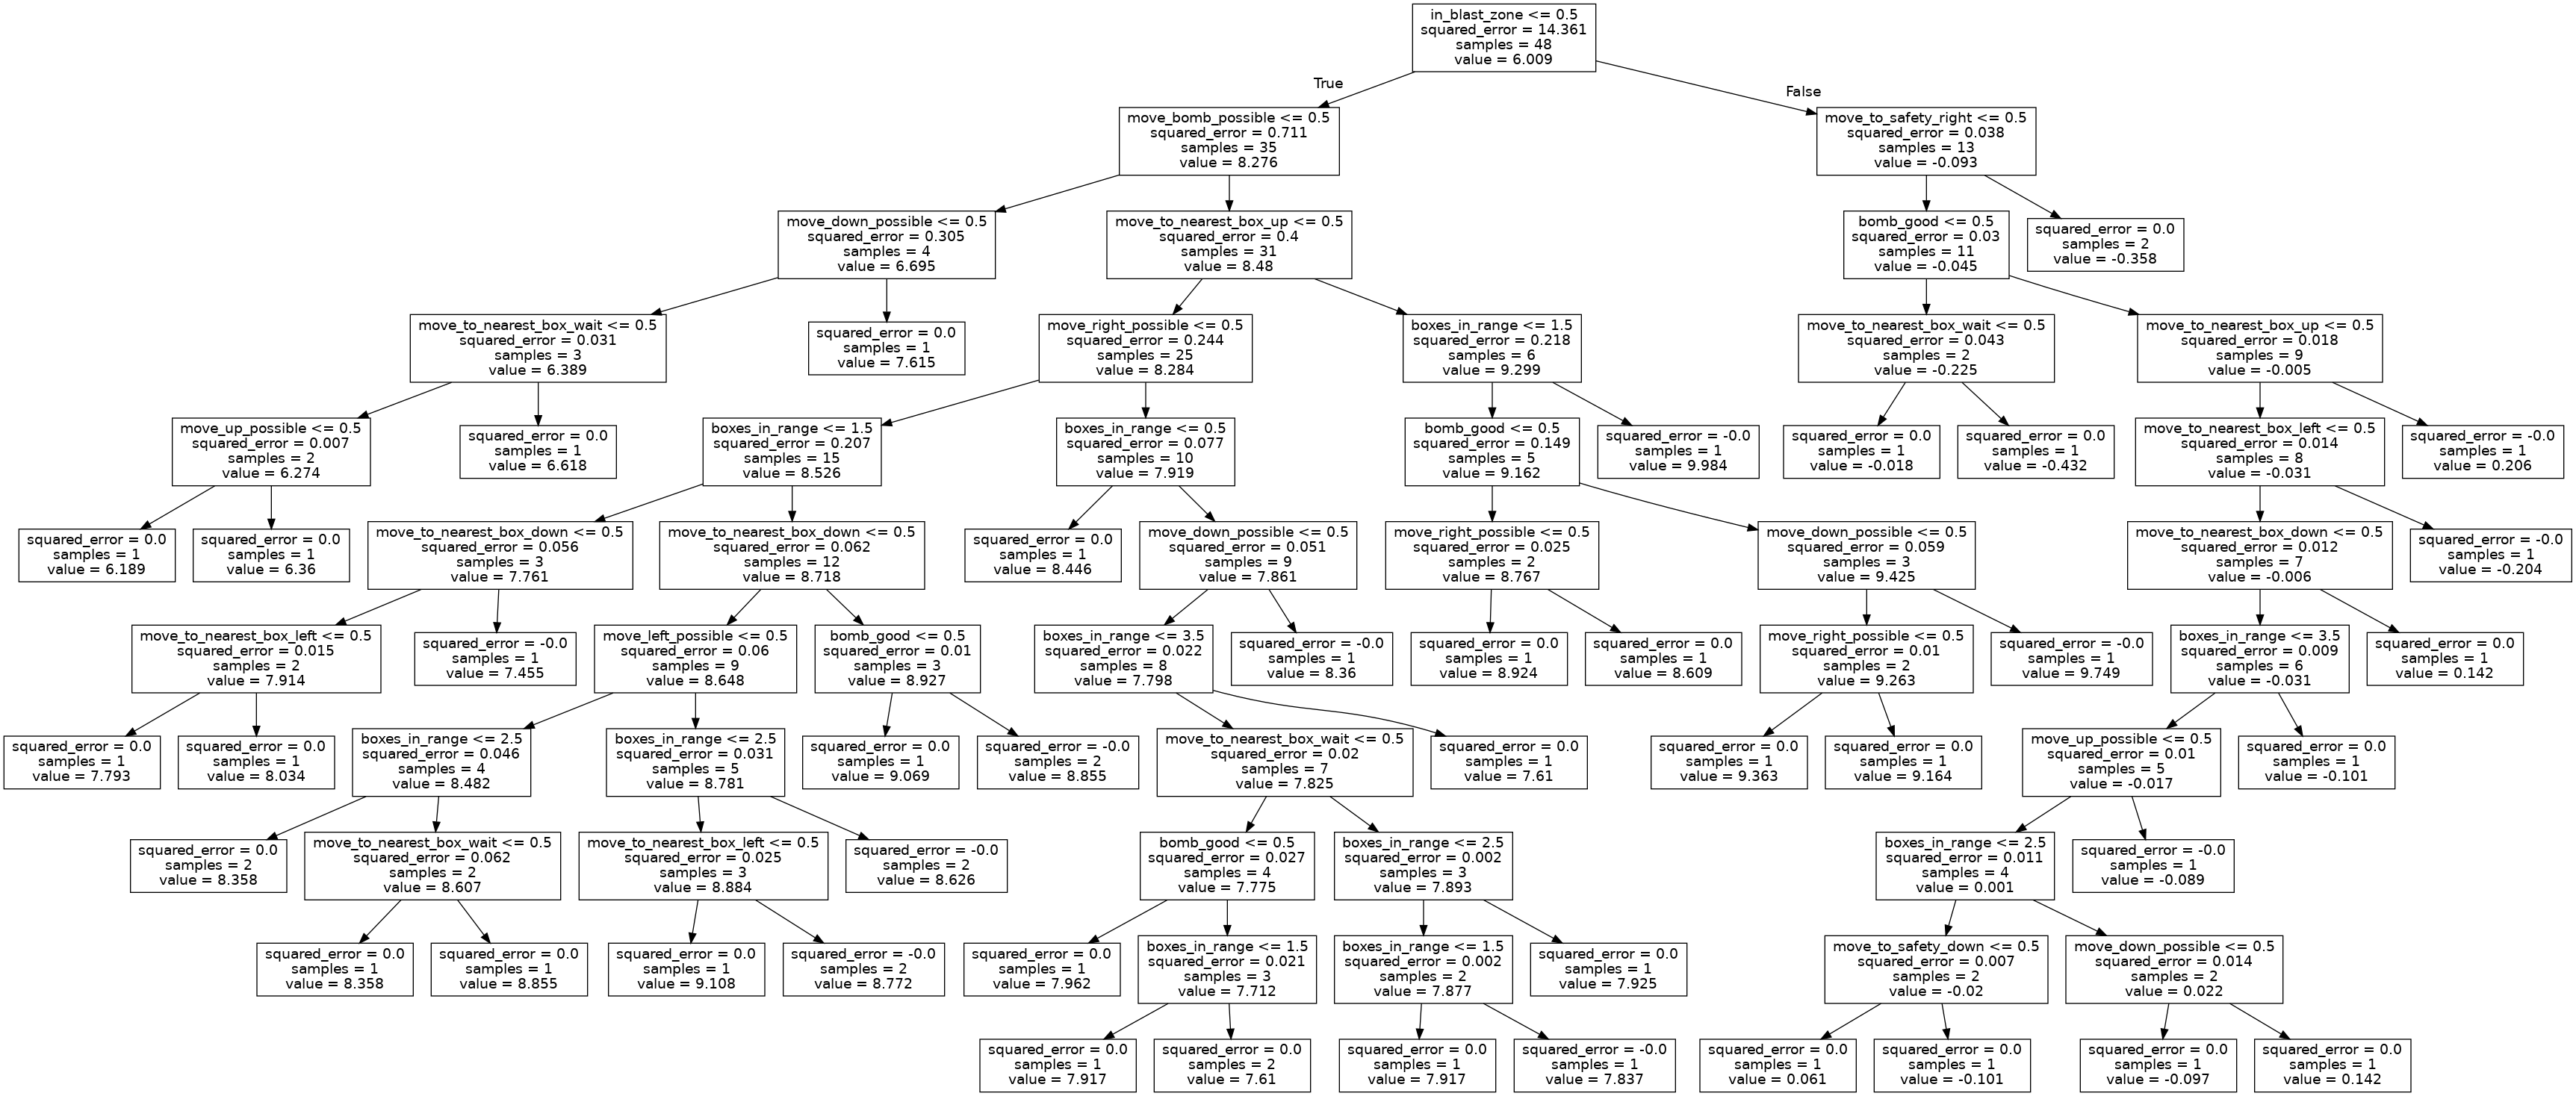 in_blast_zone <= 0.5
squared_error = 14.361
samples = 48
value = 6.009
True
False
move_bomb_possible <= 0.5
squared_error = 0.711
samples = 35
value = 8.276
move_to_safety_right <= 0.5
squared_error = 0.038
samples = 13
value = -0.093
move_down_possible <= 0.5
squared_error = 0.305
samples = 4
value = 6.695
move_to_nearest_box_up <= 0.5
squared_error = 0.4
samples = 31
value = 8.48
bomb_good <= 0.5
squared_error = 0.03
samples = 11
value = -0.045
squared_error = 0.0
samples = 2
value = -0.358
move_to_nearest_box_wait <= 0.5
squared_error = 0.031
samples = 3
value = 6.389
squared_error = 0.0
samples = 1
value = 7.615
move_right_possible <= 0.5
squared_error = 0.244
samples = 25
value = 8.284
boxes_in_range <= 1.5
squared_error = 0.218
samples = 6
value = 9.299
move_to_nearest_box_wait <= 0.5
squared_error = 0.043
samples = 2
value = -0.225
move_to_nearest_box_up <= 0.5
squared_error = 0.018
samples = 9
value = -0.005
move_up_possible <= 0.5
squared_error = 0.007
samples = 2
value = 6.274
squared_error = 0.0
samples = 1
value = 6.618
boxes_in_range <= 1.5
squared_error = 0.207
samples = 15
value = 8.526
boxes_in_range <= 0.5
squared_error = 0.077
samples = 10
value = 7.919
bomb_good <= 0.5
squared_error = 0.149
samples = 5
value = 9.162
squared_error = -0.0
samples = 1
value = 9.984
squared_error = 0.0
samples = 1
value = -0.018
squared_error = 0.0
samples = 1
value = -0.432
move_to_nearest_box_left <= 0.5
squared_error = 0.014
samples = 8
value = -0.031
squared_error = -0.0
samples = 1
value = 0.206
squared_error = 0.0
samples = 1
value = 6.189
squared_error = 0.0
samples = 1
value = 6.36
move_to_nearest_box_down <= 0.5
squared_error = 0.056
samples = 3
value = 7.761
move_to_nearest_box_down <= 0.5
squared_error = 0.062
samples = 12
value = 8.718
squared_error = 0.0
samples = 1
value = 8.446
move_down_possible <= 0.5
squared_error = 0.051
samples = 9
value = 7.861
move_right_possible <= 0.5
squared_error = 0.025
samples = 2
value = 8.767
move_down_possible <= 0.5
squared_error = 0.059
samples = 3
value = 9.425
move_to_nearest_box_down <= 0.5
squared_error = 0.012
samples = 7
value = -0.006
squared_error = -0.0
samples = 1
value = -0.204
move_to_nearest_box_left <= 0.5
squared_error = 0.015
samples = 2
value = 7.914
squared_error = -0.0
samples = 1
value = 7.455
move_left_possible <= 0.5
squared_error = 0.06
samples = 9
value = 8.648
bomb_good <= 0.5
squared_error = 0.01
samples = 3
value = 8.927
boxes_in_range <= 3.5
squared_error = 0.022
samples = 8
value = 7.798
squared_error = -0.0
samples = 1
value = 8.36
squared_error = 0.0
samples = 1
value = 8.924
squared_error = 0.0
samples = 1
value = 8.609
move_right_possible <= 0.5
squared_error = 0.01
samples = 2
value = 9.263
squared_error = -0.0
samples = 1
value = 9.749
boxes_in_range <= 3.5
squared_error = 0.009
samples = 6
value = -0.031
squared_error = 0.0
samples = 1
value = 0.142
squared_error = 0.0
samples = 1
value = 7.793
squared_error = 0.0
samples = 1
value = 8.034
boxes_in_range <= 2.5
squared_error = 0.046
samples = 4
value = 8.482
boxes_in_range <= 2.5
squared_error = 0.031
samples = 5
value = 8.781
squared_error = 0.0
samples = 1
value = 9.069
squared_error = -0.0
samples = 2
value = 8.855
move_to_nearest_box_wait <= 0.5
squared_error = 0.02
samples = 7
value = 7.825
squared_error = 0.0
samples = 1
value = 7.61
squared_error = 0.0
samples = 1
value = 9.363
squared_error = 0.0
samples = 1
value = 9.164
move_up_possible <= 0.5
squared_error = 0.01
samples = 5
value = -0.017
squared_error = 0.0
samples = 1
value = -0.101
squared_error = 0.0
samples = 2
value = 8.358
move_to_nearest_box_wait <= 0.5
squared_error = 0.062
samples = 2
value = 8.607
move_to_nearest_box_left <= 0.5
squared_error = 0.025
samples = 3
value = 8.884
squared_error = -0.0
samples = 2
value = 8.626
bomb_good <= 0.5
squared_error = 0.027
samples = 4
value = 7.775
boxes_in_range <= 2.5
squared_error = 0.002
samples = 3
value = 7.893
boxes_in_range <= 2.5
squared_error = 0.011
samples = 4
value = 0.001
squared_error = -0.0
samples = 1
value = -0.089
squared_error = 0.0
samples = 1
value = 8.358
squared_error = 0.0
samples = 1
value = 8.855
squared_error = 0.0
samples = 1
value = 9.108
squared_error = -0.0
samples = 2
value = 8.772
squared_error = 0.0
samples = 1
value = 7.962
boxes_in_range <= 1.5
squared_error = 0.021
samples = 3
value = 7.712
boxes_in_range <= 1.5
squared_error = 0.002
samples = 2
value = 7.877
squared_error = 0.0
samples = 1
value = 7.925
move_to_safety_down <= 0.5
squared_error = 0.007
samples = 2
value = -0.02
move_down_possible <= 0.5
squared_error = 0.014
samples = 2
value = 0.022
squared_error = 0.0
samples = 1
value = 7.917
squared_error = 0.0
samples = 2
value = 7.61
squared_error = 0.0
samples = 1
value = 7.917
squared_error = -0.0
samples = 1
value = 7.837
squared_error = 0.0
samples = 1
value = 0.061
squared_error = 0.0
samples = 1
value = -0.101
squared_error = 0.0
samples = 1
value = -0.097
squared_error = 0.0
samples = 1
value = 0.142